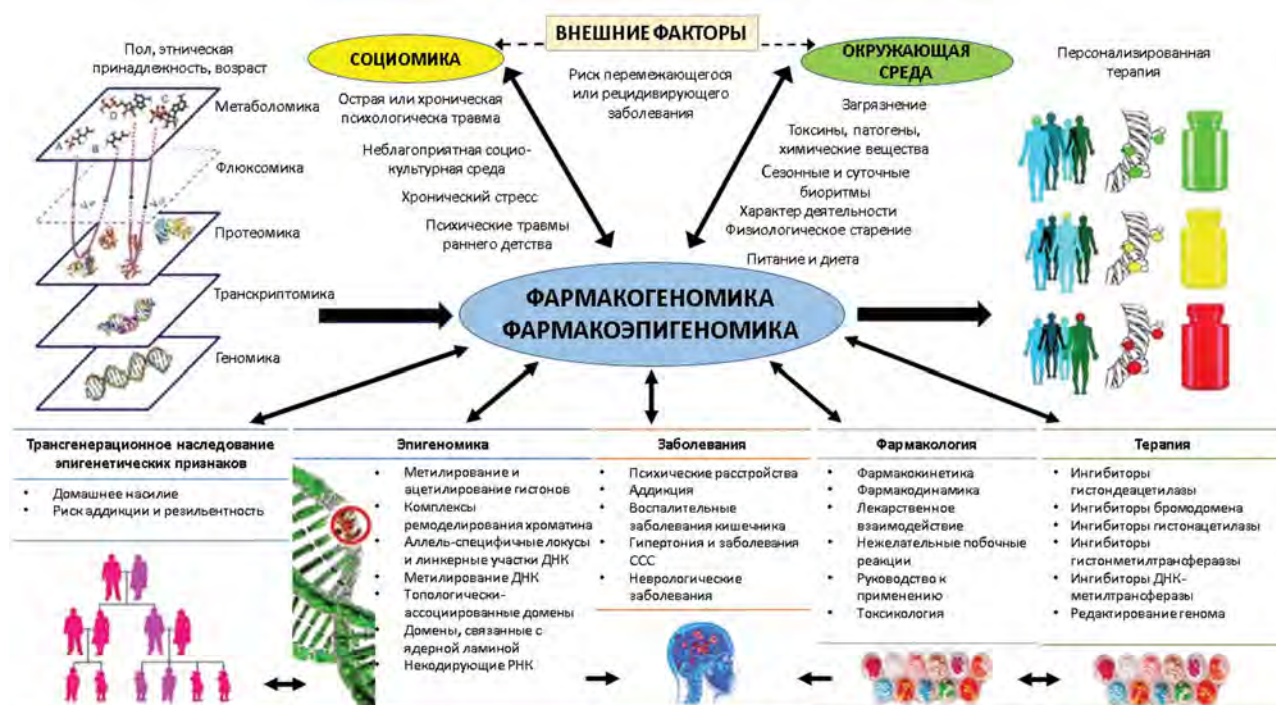 ВНЕШНИЕ ФАКТОРЫ
Пол, этническая
принадлежность, возраст
СОЦИОМИКА
ОКРУЖАЮЩАЯ
СРЕДА
Персонализированная
терапия
Метаболомика
Флюксомика
Протеомика
Транскриптомика
Геномика
Острая или хроническая
психологическа травма
Неблагоприятная социо-
культурная среда
Хронический стресс
Психические травмы
раннего детства
Риск перемежающегося
или рецидивирующего
заболевания
Загрязнение
Токсины, патогены,
химические вещества
Сезонные и суточные
биоритмы
Характер деятельности
Физиологическое старение
Питание и диета
ФАРМАКОГЕНОМИКА
ФАРМАКОЭПИГЕНОМИКА
Трансгенерационное наследование
эпигенетических признаков
• Домашнее насилие
• Риск аддикции и резильентность
Эпигеномика
• Метилирование и
ацетилирование гистонов
• Комплексы
ремоделирования хроматина
• Аллель-специфичные локусы
и линкерные участки ДНК
• Метилирование ДНК
• Топологически-
ассоциированные домены
• Домены, связанные с
ядерной ламиной
• Некодирующие РНК
Заболевания
• Психические расстройства
• Аддикция
• Воспалительные
заболевания кишечника
• Гипертония и заболевания
ССС
• Неврологические
заболевания
Фармакология
• Фармакокинетика
• Фармакодинамика
• Лекарственное
взаимодействие
• Нежелательные побочные
реакции
• Руководство к
применению
• Токсикология
Терапия
• Ингибиторы
гистондеацетилазы
• Ингибиторы бромодомена
• Ингибиторы гистонацетилазы
• Ингибиторы
гистонметилтрансферазы
• Ингибиторы ДНК-
метилтрансферазы
• Редактирование генома